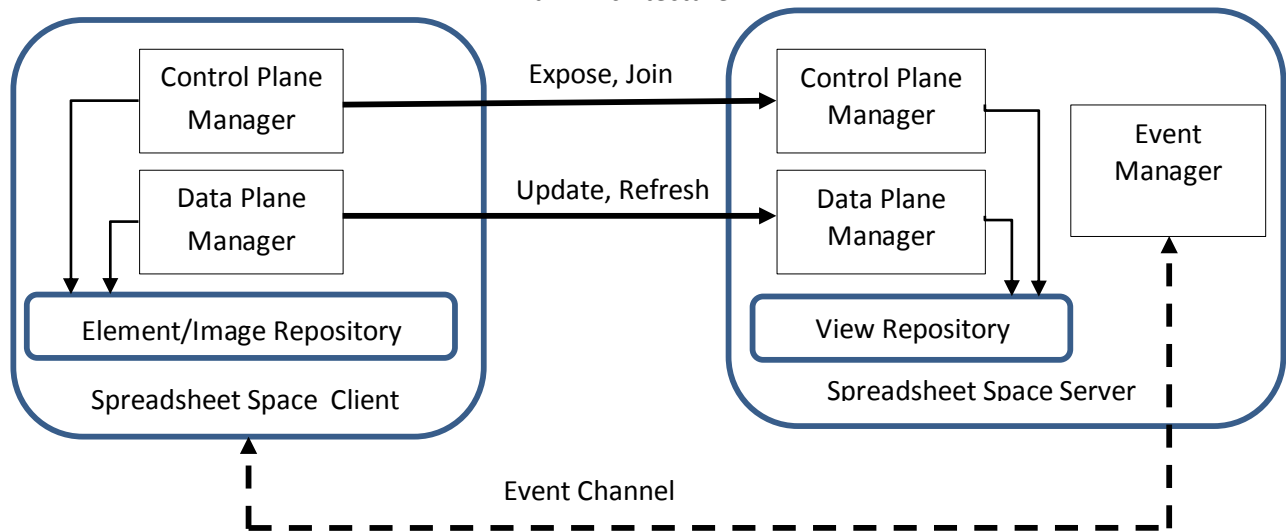 Control Plane
Manager
Expose, Join
Control Plane
Manager
Event
Manager
Data Plane
Manager
Update, Refresh
Data Plane
Manager
Element/Image Repository
View Repository
Spreadsheet Space Client
Spreadsheet Space Server
Event Channel